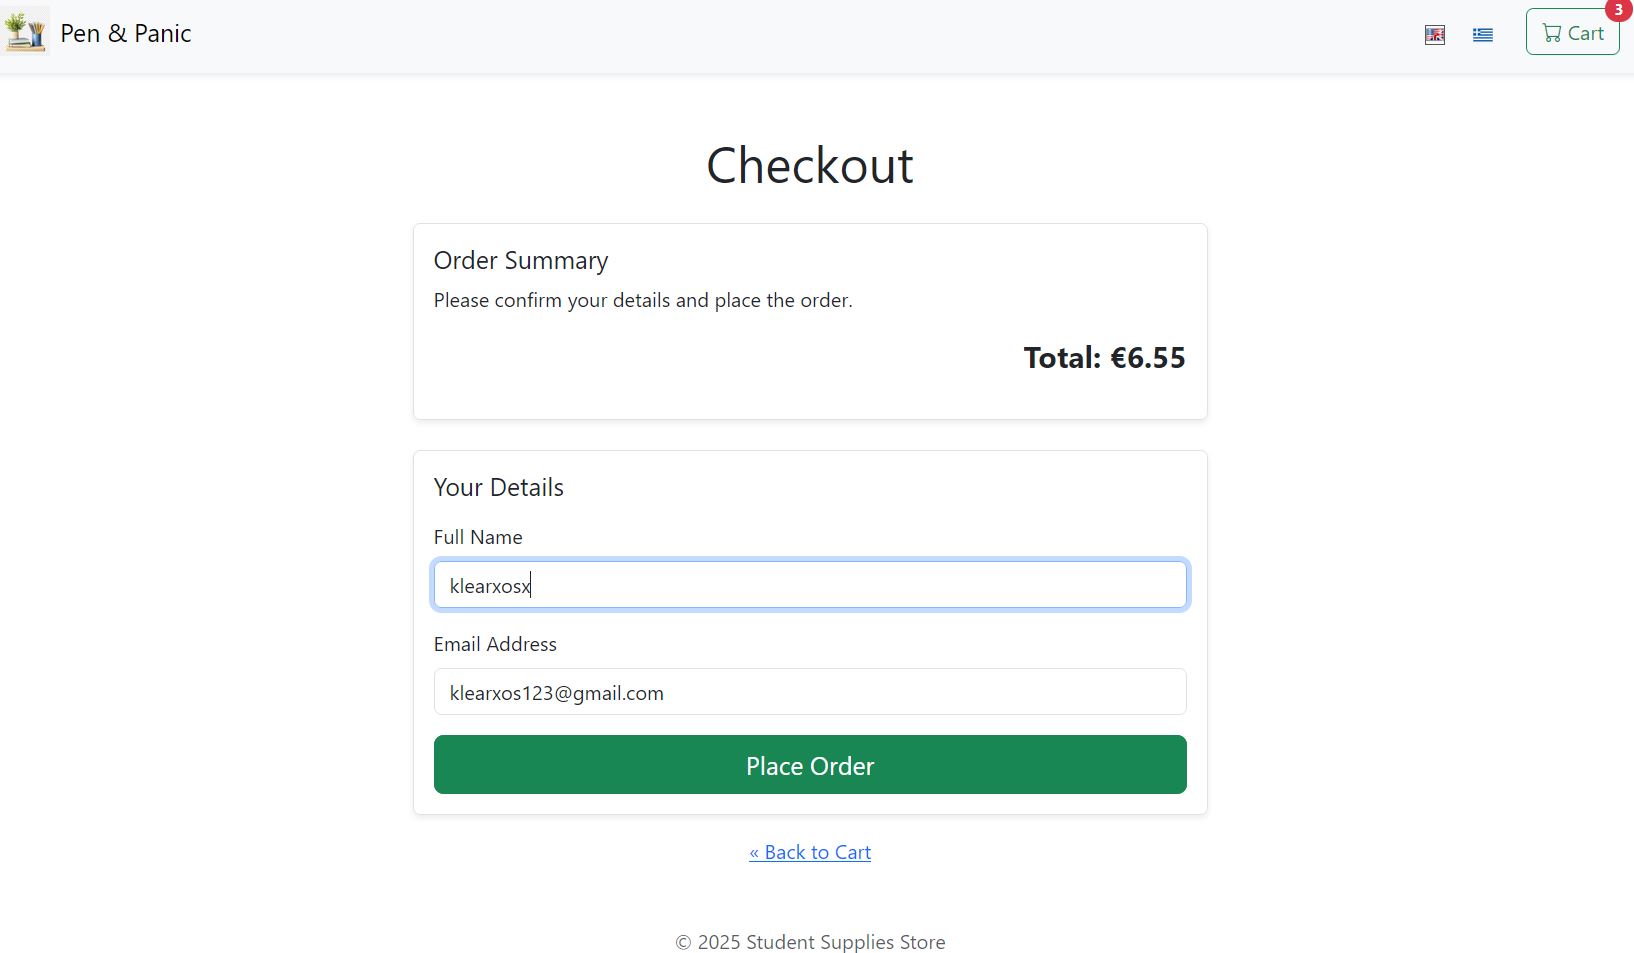 Pen & Panic
3
Cart
Checkout
Order Summary
Please confirm your details and place the order.
Total: €6.55
Your Details
Full Name
klearxosx
Email Address
klearxos123@gmail.com
Place Order
« Back to Cart
© 2025 Student Supplies Store